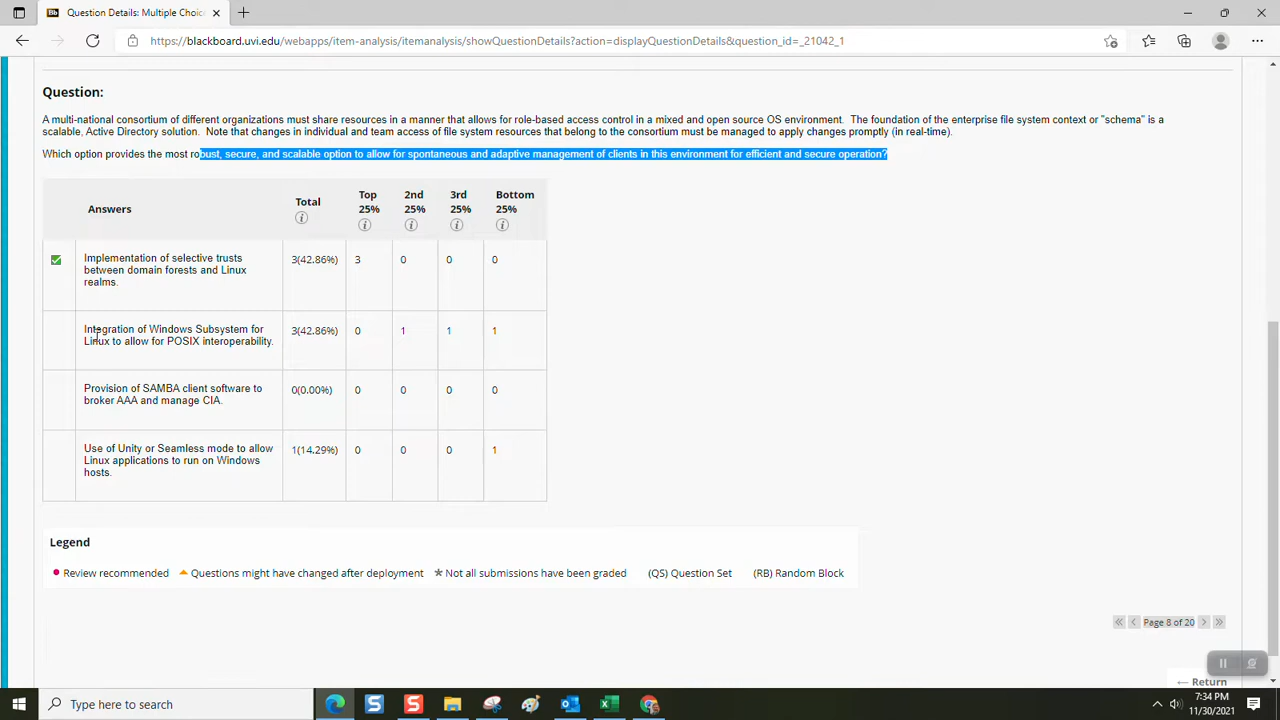 Question Details: Multiple Choic
https://blackboard.uvi.edu/webapps/item-analysis/itemanalysis/showQuestionDetails?action=displayQuestionDetails&question_id=_21042_1
Question:
A multi-national consortium of different organizations must share resources in a manner that allows for role-based access control in a mixed and open source OS environment. The foundation of the enterprise file system context or "schema" is a
scalable, Active Directory solution. Note that changes in individual and team access of file system resources that belong to the consortium must be managed to apply changes promptly (in real-time).
Which option provides the most robust, secure, and scalable option to allow for spontaneous and adaptive management of clients in this environment for efficient and secure operation?
Answers Total Top 25% 2nd 25% 3rd 25% Bottom 25%
Implementation of selective trusts
between domain forests and Linux
realms.
3(42.86%) 3 0 0 0
Integration of Windows Subsystem for
Linux to allow for POSIX interoperability.
3(42.86%) 0 1 1 1
Provision of SAMBA client software to
broker AAA and manage CIA.
0(0.00%) 0 0 0 0
Use of Unity or Seamless mode to allow
Linux applications to run on Windows
hosts.
1(14.29%) 0 0 0 1
Legend
Review recommended Questions might have changed after deployment Not all submissions have been graded (QS) Question Set (RB) Random Block
Page 8 of 20
← Return
Type here to search
7:34 PM
11/30/2021